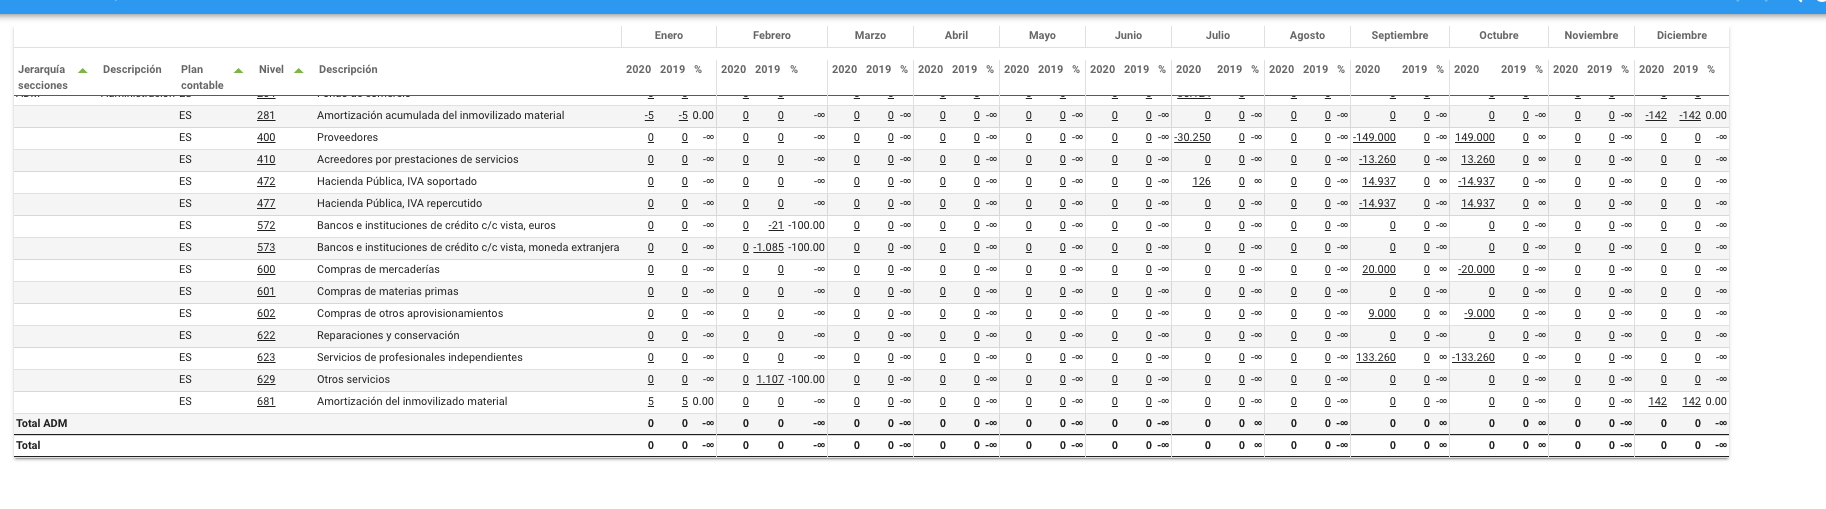 Enero Febrero Marzo Abril Mayo Junio Julio Agosto Septiembre Octubre Noviembre Diciembre
Jerarquía secciones Descripción Plan contable Nivel Descripción 2020 2019 % 2020 2019 % 2020 2019 % 2020 2019 % 2020 2019 % 2020 2019 % 2020 2019 % 2020 2019 % 2020 2019 % 2020 2019 % 2020 2019 % 2020 2019 %
ES 281 Amortización acumulada del inmovilizado material -5 -5 0.00 0 0 -∞ 0 0 -∞ 0 0 -∞ 0 0 -∞ 0 0 -∞ 0 0 -∞ 0 0 -∞ 0 0 -∞ 0 0 ∞ 0 0 -∞ -142 -142 0.00
ES 400 Proveedores 0 0 -∞ 0 0 -∞ 0 0 -∞ 0 0 -∞ 0 0 -∞ 0 0 -∞ -30.250 0 -∞ 0 0 -∞ -149.000 0 -∞ 149.000 0 ∞ 0 0 -∞ 0 0 -∞
ES 410 Acreedores por prestaciones de servicios 0 0 -∞ 0 0 -∞ 0 0 -∞ 0 0 -∞ 0 0 -∞ 0 0 -∞ 0 0 ∞ 0 0 -∞ -13.260 0 -∞ 13.260 0 ∞ 0 0 -∞ 0 0 -∞
ES 472 Hacienda Pública, IVA soportado 0 0 -∞ 0 0 -∞ 0 0 -∞ 0 0 -∞ 0 0 -∞ 0 0 -∞ 126 0 ∞ 0 0 -∞ 14.937 0 ∞ -14.937 0 -∞ 0 0 -∞ 0 0 -∞
ES 477 Hacienda Pública, IVA repercutido 0 0 -∞ 0 0 -∞ 0 0 -∞ 0 0 -∞ 0 0 -∞ 0 0 -∞ 0 0 -∞ 0 0 -∞ -14.937 0 -∞ 14.937 0 ∞ 0 0 -∞ 0 0 -∞
ES 572 Bancos e instituciones de crédito c/c vista, euros 0 0 -∞ 0 -21 -100.00 0 0 -∞ 0 0 -∞ 0 0 -∞ 0 0 -∞ 0 0 -∞ 0 0 -∞ 0 0 -∞ 0 0 -∞ 0 0 -∞ 0 0 -∞
ES 573 Bancos e instituciones de crédito c/c vista, moneda extranjera 0 0 -∞ 0 -1.085 -100.00 0 0 -∞ 0 0 -∞ 0 0 -∞ 0 0 -∞ 0 0 -∞ 0 0 -∞ 0 0 -∞ 0 0 -∞ 0 0 -∞ 0 0 -∞
ES 600 Compras de mercaderías 0 0 -∞ 0 0 -∞ 0 0 -∞ 0 0 -∞ 0 0 -∞ 0 0 -∞ 0 0 -∞ 0 0 -∞ 20.000 0 ∞ -20.000 0 -∞ 0 0 -∞ 0 0 -∞
ES 601 Compras de materias primas 0 0 -∞ 0 0 -∞ 0 0 -∞ 0 0 -∞ 0 0 -∞ 0 0 -∞ 0 0 -∞ 0 0 -∞ 0 0 -∞ 0 0 -∞ 0 0 -∞ 0 0 -∞
ES 602 Compras de otros aprovisionamientos 0 0 -∞ 0 0 -∞ 0 0 -∞ 0 0 -∞ 0 0 -∞ 0 0 -∞ 0 0 -∞ 0 0 -∞ 9.000 0 ∞ -9.000 0 -∞ 0 0 -∞ 0 0 -∞
ES 622 Reparaciones y conservación 0 0 -∞ 0 0 -∞ 0 0 -∞ 0 0 -∞ 0 0 -∞ 0 0 -∞ 0 0 -∞ 0 0 -∞ 0 0 -∞ 0 0 -∞ 0 0 -∞ 0 0 -∞
ES 623 Servicios de profesionales independientes 0 0 -∞ 0 0 -∞ 0 0 -∞ 0 0 -∞ 0 0 -∞ 0 0 -∞ 0 0 -∞ 0 0 -∞ 133.260 0 ∞ -133.260 0 -∞ 0 0 -∞ 0 0 -∞
ES 629 Otros servicios 0 0 -∞ 0 1.107 -100.00 0 0 -∞ 0 0 -∞ 0 0 -∞ 0 0 -∞ 0 0 -∞ 0 0 -∞ 0 0 -∞ 0 0 -∞ 0 0 -∞ 0 0 -∞
ES 681 Amortización del inmovilizado material 5 5 0.00 0 0 -∞ 0 0 -∞ 0 0 -∞ 0 0 -∞ 0 0 -∞ 0 0 -∞ 0 0 -∞ 0 0 -∞ 0 0 -∞ 0 0 -∞ 142 142 0.00
Total ADM 0 0 -∞ 0 0 -∞ 0 0 -∞ 0 0 -∞ 0 0 -∞ 0 0 -∞ 0 0 ∞ 0 0 -∞ 0 0 ∞ 0 0 ∞ 0 0 -∞ 0 0 -∞
Total 0 0 -∞ 0 0 -∞ 0 0 -∞ 0 0 -∞ 0 0 -∞ 0 0 -∞ 0 0 ∞ 0 0 -∞ 0 0 ∞ 0 0 ∞ 0 0 -∞ 0 0 -∞